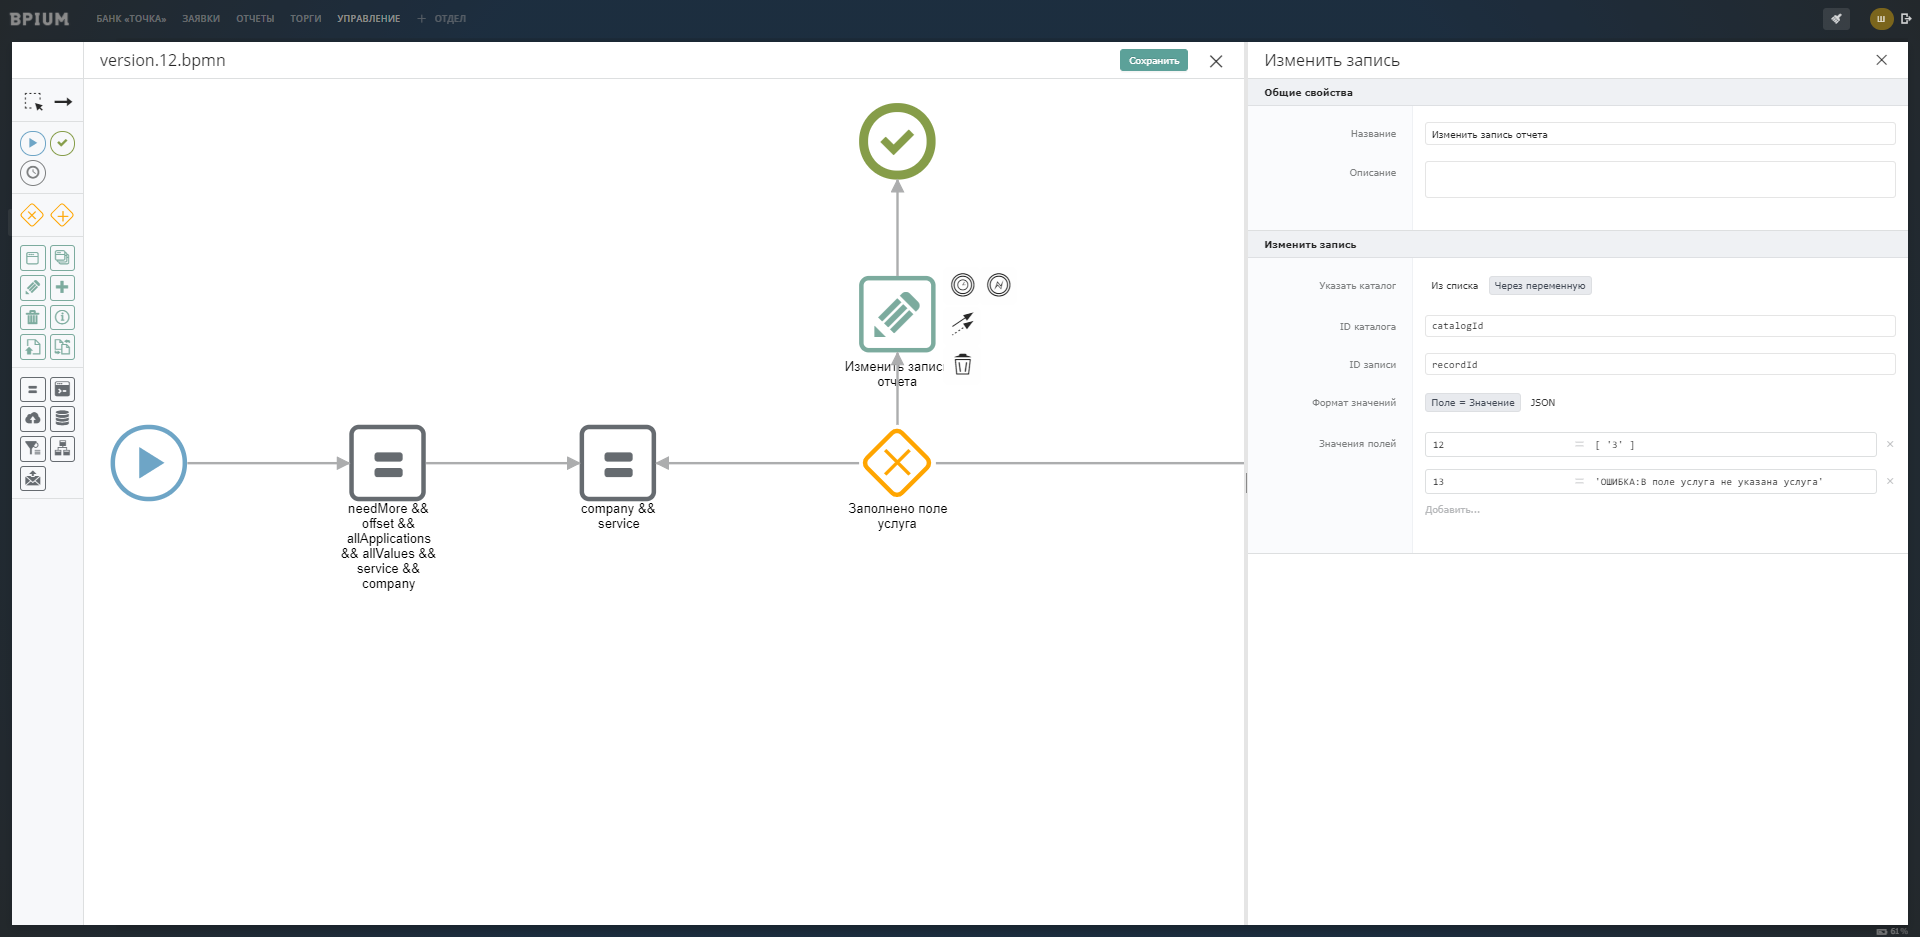 BPIUM
БАНК «ТОЧКА»
ЗАЯВКИ
ОТЧЕТЫ
ТОРГИ
УПРАВЛЕНИЕ
+ ОТДЕЛ
Ш
version.12.bpmn
Сохранить
Изменить запись
Общие свойства
Название
Изменить запись отчета
Описание
Изменить запись
Указать каталог
Из списка
Через переменную
ID каталога
catalogId
ID записи
recordId
Формат значений
Поле = Значение
JSON
Значения полей
12 = [ '3' ]
13 = 'ОШИБКА:В поле услуга не указана услуга'
Добавить...
Изменить запис
отчета
needMore &&
offset &&
allApplications
&& allValues &&
service &&
company
company &&
service
Заполнено поле
услуга
61%